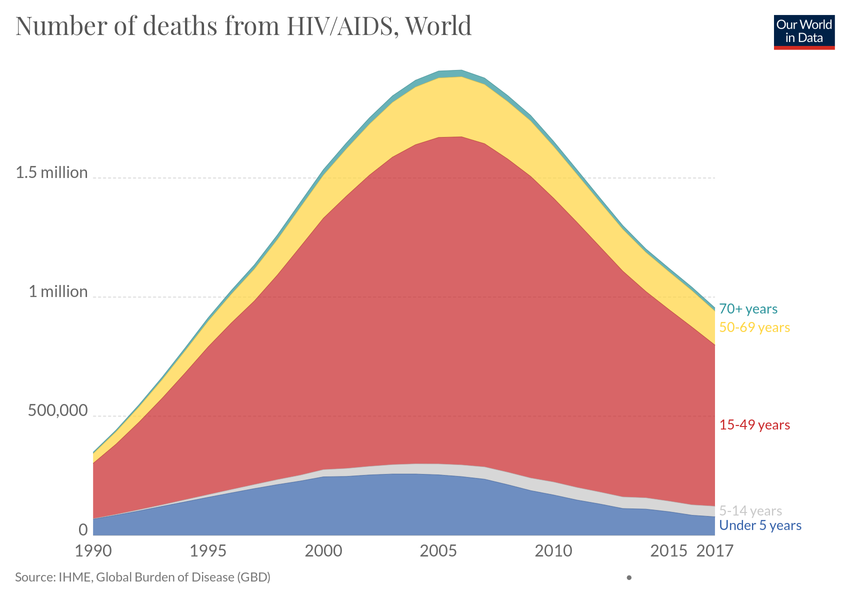 Number of deaths from HIV/AIDS, World
Our World
in Data
1.5 million
1 million
500,000
0
70+ years
50-69 years
15-49 years
5-14 years
Under 5 years
1990 1995 2000 2005 2010 2015 2017
Source: IHME, Global Burden of Disease (GBD)